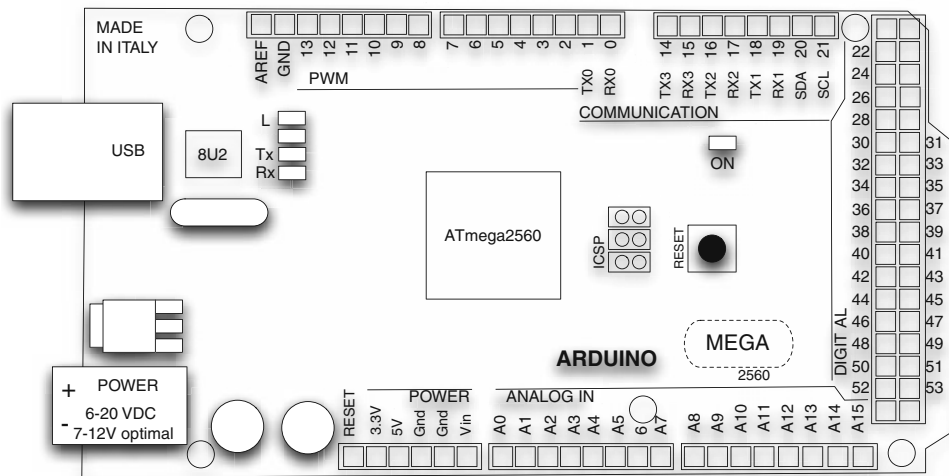 MADE
IN ITALY
AREF GND 13 12 11 10 9 8 7 6 5 4 3 2 1 0 14 15 16 17 18 19 20 21
PWM
TX0 RX0 TX3 RX3 TX2 RX2 TX1 RX1 SDA SCL
COMMUNICATION
22
24
26
28
30 31
32 33
34 35
36 37
38 39
40 41
42 43
44 45
46 47
48 49
50 51
52 53
DIGIT AL
USB
8U2
L
Tx
Rx
ON
ATmega2560
ICSP
RESET
MEGA
2560
ARDUINO
+ POWER
6-20 VDC
- 7-12V optimal
POWER
ANALOG IN
RESET 3.3V 5V Gnd Gnd Vin A0 A1 A2 A3 A4 A5 6 A7 A8 A9 A10 A11 A12 A13 A14 A15